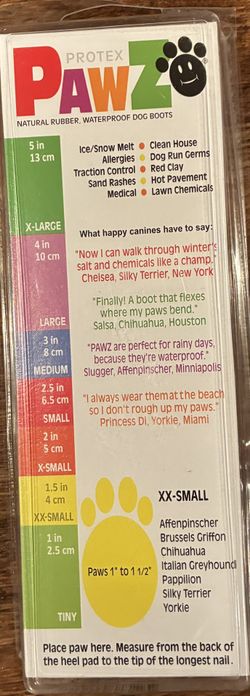 PROTEX
PAWZ®
NATURAL RUBBER. WATERPROOF DOG BOOTS
5 in
13 cm
X-LARGE
4 in
10 cm
LARGE
3 in
8 cm
MEDIUM
2.5 in
6.5 cm
SMALL
2 in
5 cm
X-SMALL
1.5 in
4 cm
XX-SMALL
1 in
2.5 cm
TINY
Ice/Snow Melt • Clean House
Allergies • Dog Run Germs
Traction Control • Red Clay
Sand Rashes • Hot Pavement
Medical • Lawn Chemicals
What happy canines have to say:
"Now I can walk through winter's
salt and chemicals like a champ."
Chelsea, Silky Terrier, New York
"Finally! A boot that flexes
where my paws bend."
Salsa, Chihuahua, Houston
"PAWZ are perfect for rainy days,
because they're waterproof."
Slugger, Affenpinscher, Minniapolis
"I always wear themat the beach
so I don't rough up my paws."
Princess Di, Yorkie, Miami
Paws 1" to 1 1/2"
XX-SMALL
Affenpinscher
Brussels Griffon
Chihuahua
Italian Greyhound
Pappilion
Silky Terrier
Yorkie
Place paw here. Measure from the back of
the heel pad to the tip of the longest nail.